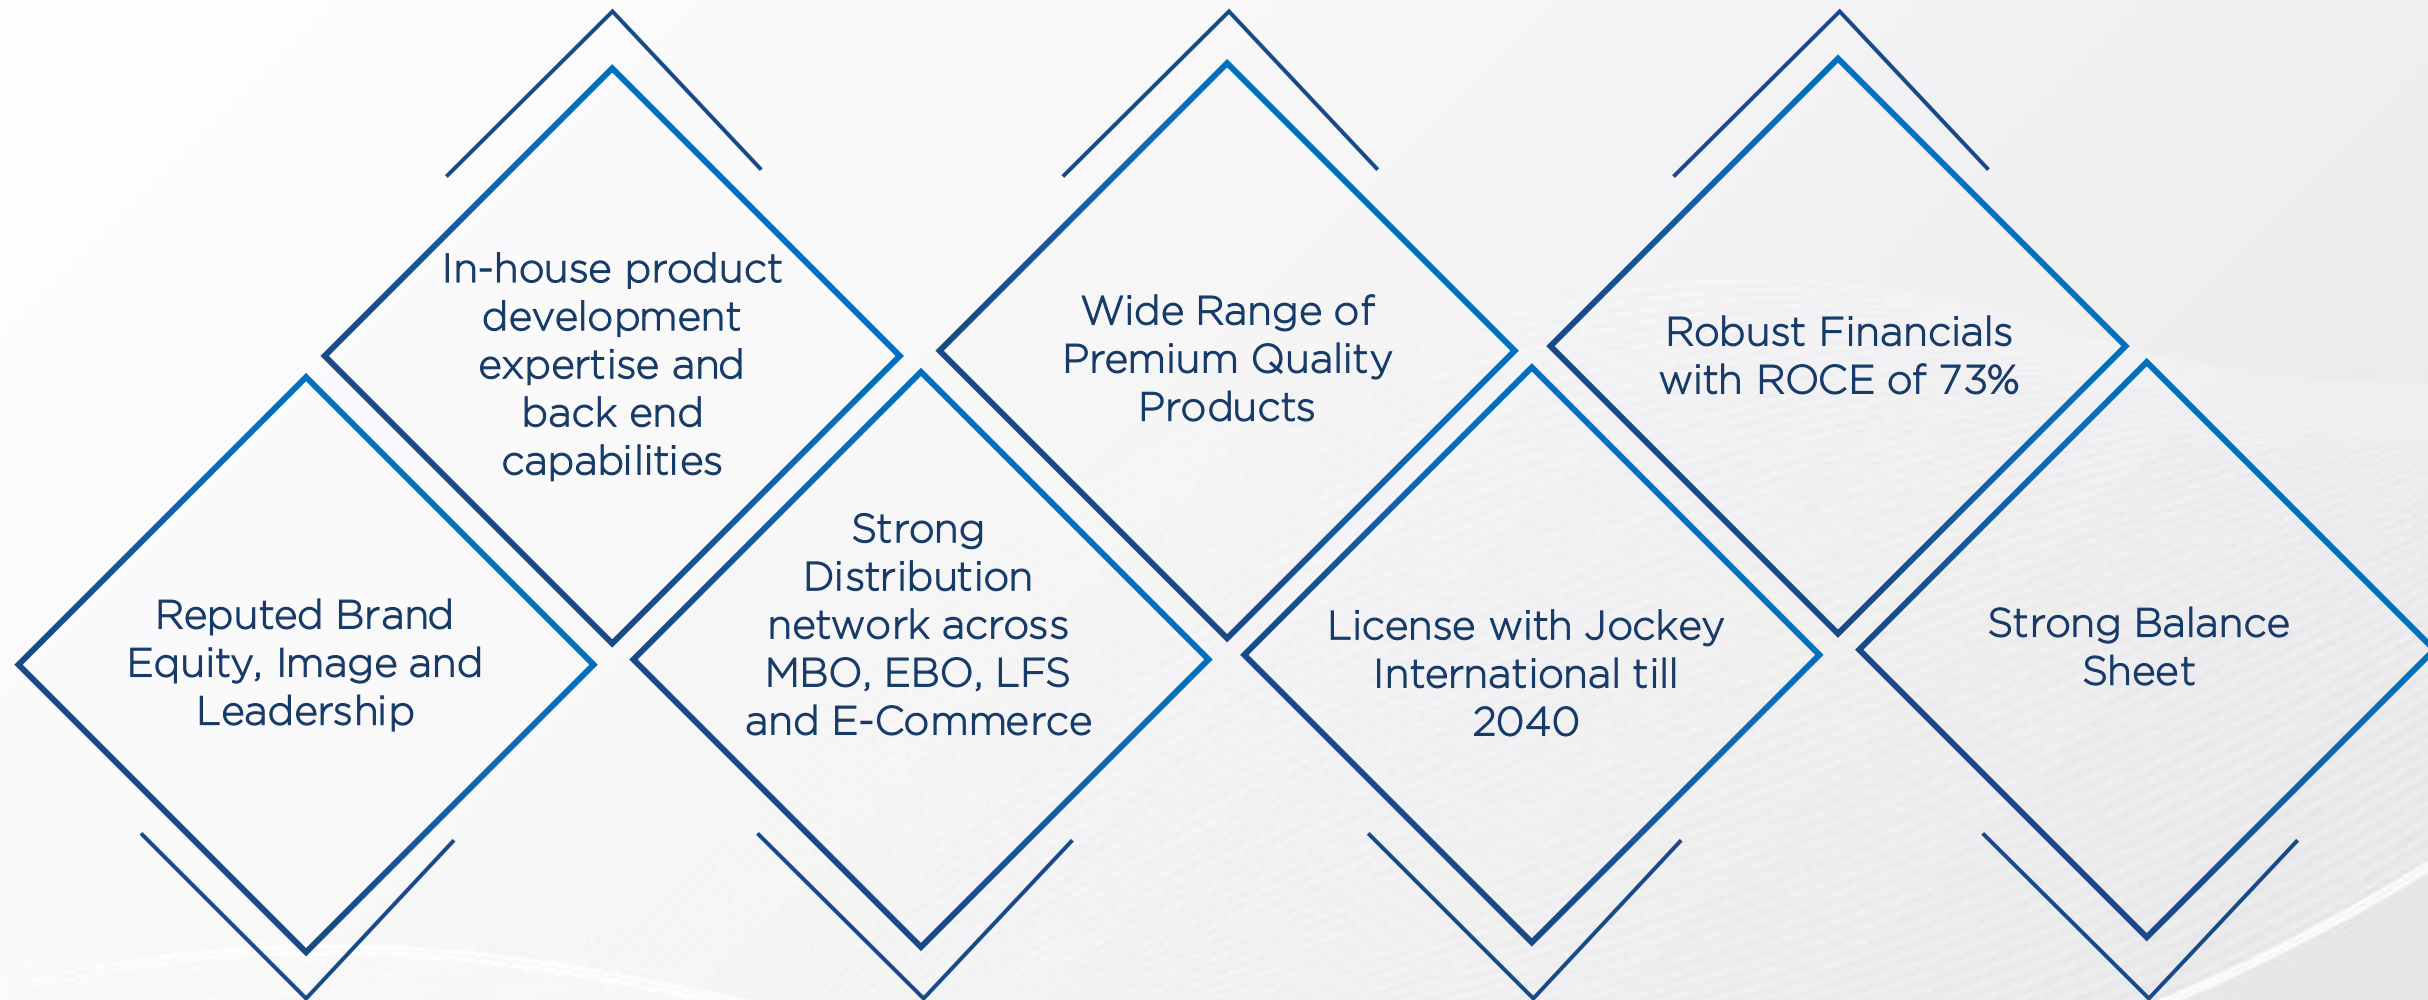 In-house product
development
expertise and
back end
capabilities
Wide Range of
Premium Quality
Products
Robust Financials
with ROCE of 73%
Reputed Brand
Equity, Image and
Leadership
Strong
Distribution
network across
MBO, EBO, LFS
and E-Commerce
License with Jockey
International till
2040
Strong Balance
Sheet